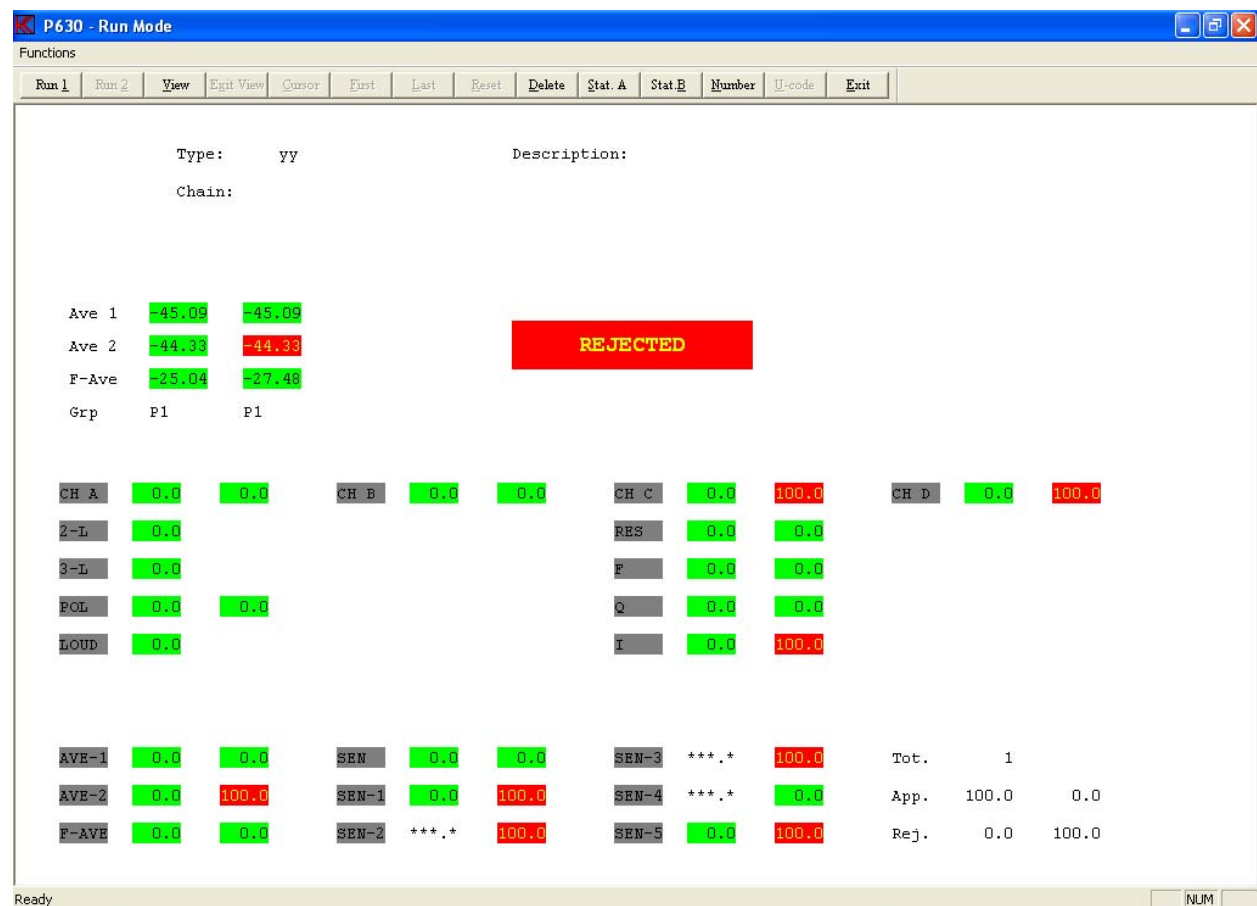 P630 - Run Mode
Functions
Run 1 Run 2 View Exit View Cursor First Last Reset Delete Stat. A Stat.B Number U-code Exit
Type: yy Description:
Chain:
Ave 1 -45.09 -45.09
Ave 2 -44.33 -44.33
REJECTED
F-Ave -25.04 -27.48
Grp P1 P1
CH A 0.0 0.0 CH B 0.0 0.0 CH C 0.0 100.0 CH D 0.0 100.0
2-L 0.0 RES 0.0 0.0
3-L 0.0 F 0.0 0.0
POL 0.0 0.0 Q 0.0 0.0
LOUD 0.0 I 0.0 100.0
AVE-1 0.0 0.0 SEN 0.0 0.0 SEN-3 ***.* 100.0 Tot. 1
AVE-2 0.0 100.0 SEN-1 0.0 100.0 SEN-4 ***.* 0.0 App. 100.0 0.0
F-AVE 0.0 0.0 SEN-2 ***.* 100.0 SEN-5 0.0 100.0 Rej. 0.0 100.0
Ready NUM